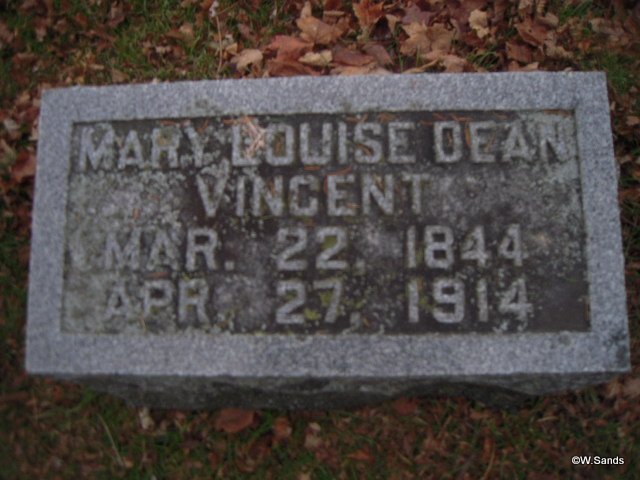 MARY LOUISE DEAN
VINCENT
MAR. 22, 1844
APR. 27, 1914
©W.Sands